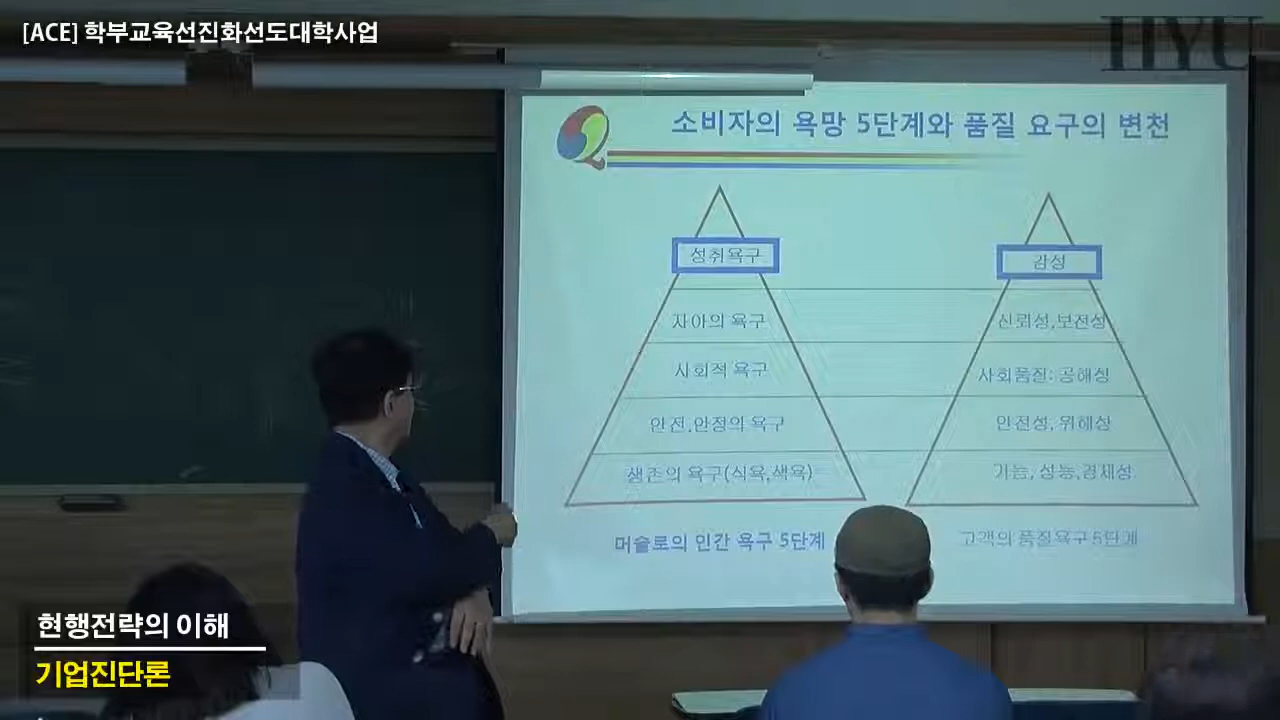 [ACE] 학부교육선진화선도대학사업
HYU
소비자의 욕망 5단계와 품질 요구의 변천
성취욕구
감성
자아의 욕구
신뢰성,보전성
사회적 욕구
사회품질: 공해성
안전,안정의 욕구
안전성, 위해성
생존의 욕구(식욕,색욕)
기능, 성능,경제성
머슬로의 인간 욕구 5단계
고객의 품질욕구 5단계
현행전략의 이해
기업진단론